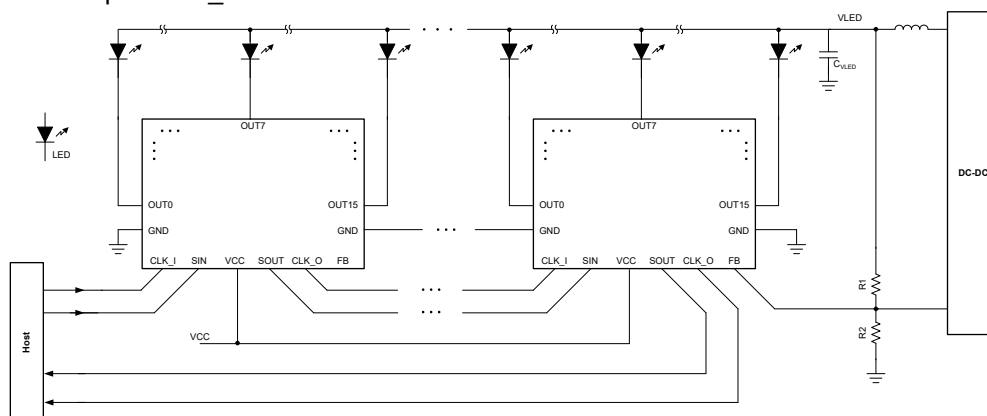 VLED
C_VLED
LED
OUT7
OUT7
DC-DC
OUT0
OUT15
OUT0
OUT15
GND
GND
GND
GND
CLK_I SIN VCC SOUT CLK_O FB
CLK_I SIN VCC SOUT CLK_O FB
R1
R2
VCC
Host